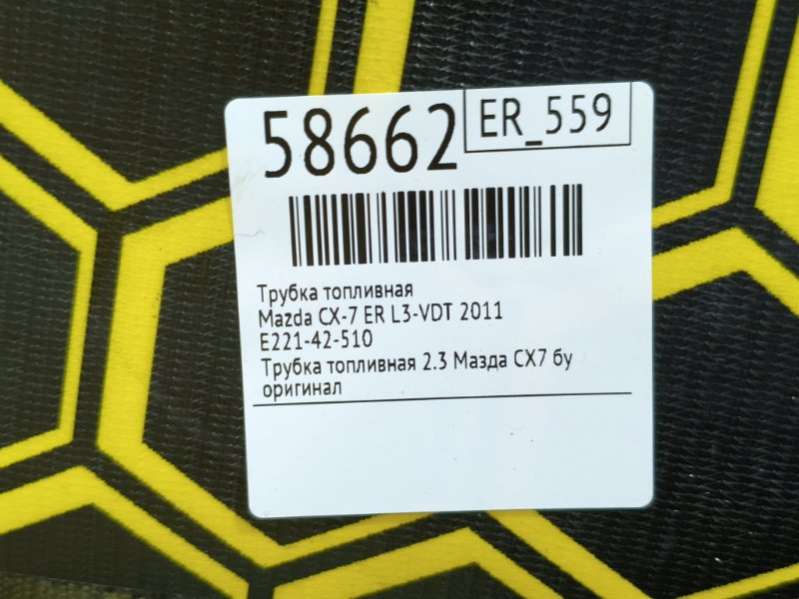 58662
ER_559
Трубка топливная
Mazda CX-7 ER L3-VDT 2011
E221-42-510
Трубка топливная 2.3 Мазда СХ7 бу
оригинал